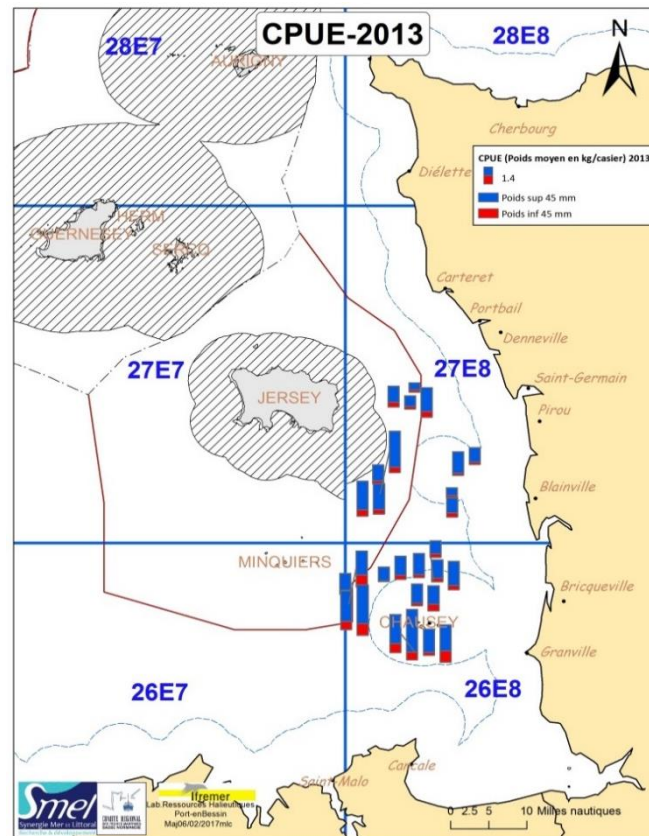 CPUE-2013
28E7
28E8
N
AURIGNY
Cherbourg
CPUE (Poids moyen en kg/casier) 2013
1.4
Poids sup 45 mm
Poids inf 45 mm
Diélette
HERM
GUERNESEY
SERCQ
Carteret
Portbail
Denneville
27E7
27E8
Saint-Germain
JERSEY
Pirou
Blainville
MINQUIERS
Bricqueville
CHAUSEY
Granville
26E7
26E8
Cancale
Saint-Malo
Smel
Synergie Mer et Littoral
Ifremer
Lab.Ressources Halieutiques
Port-enBessin
Maj06/02/2017mlc
0 2.5 5 10 Milles nautiques